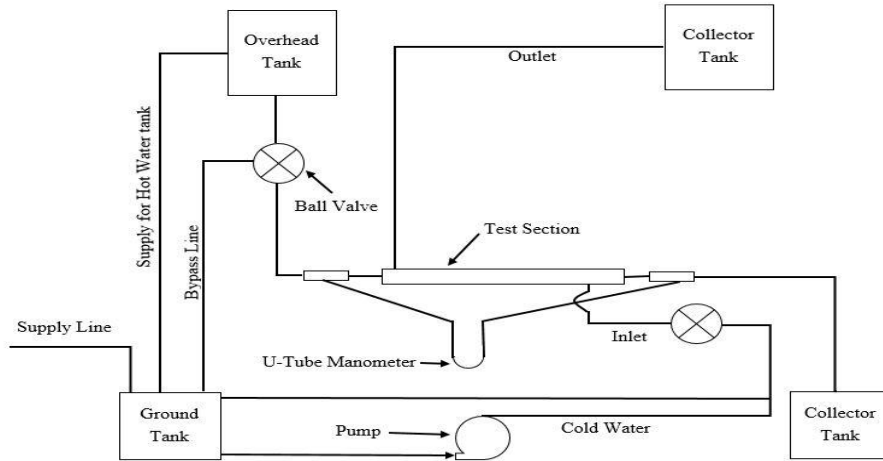 Overhead
Tank
Collector
Tank
Outlet
Supply for Hot Water tank
Bypass Line
Ball Valve
Test Section
Supply Line
U-Tube Manometer
Inlet
Ground
Tank
Pump
Cold Water
Collector
Tank